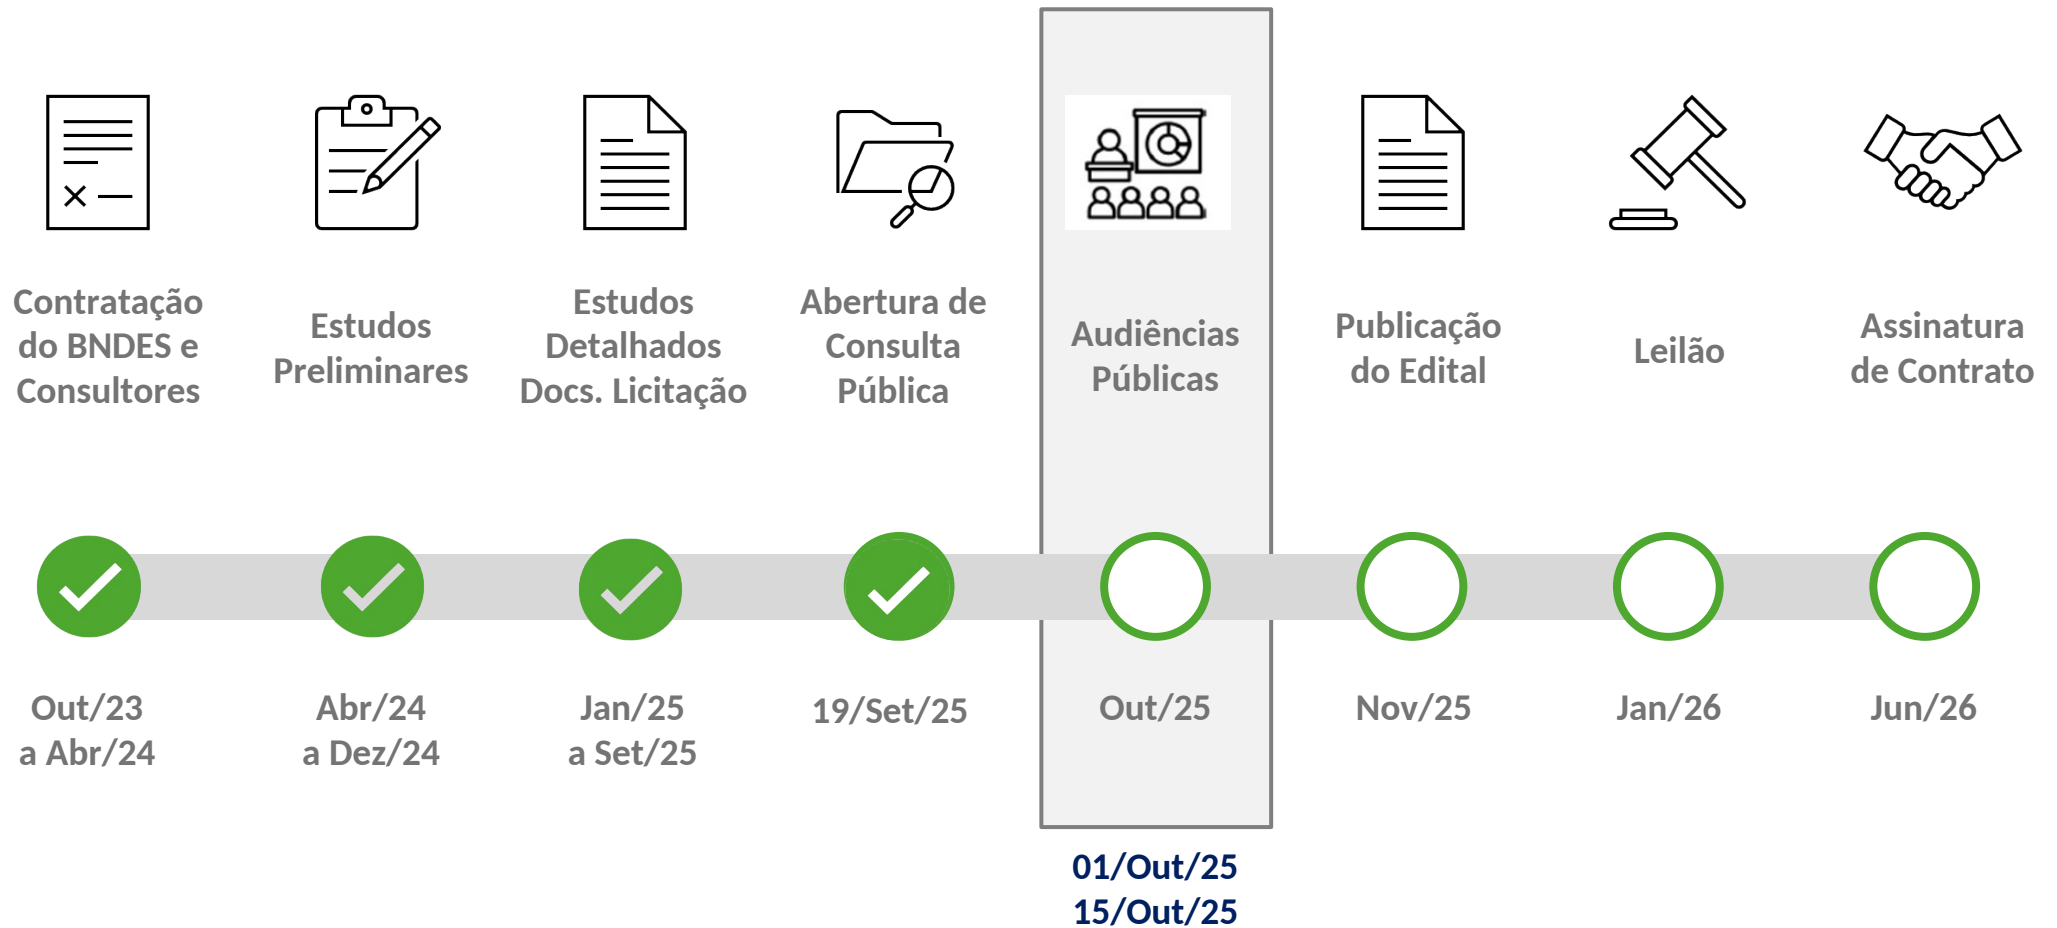 Contratação
do BNDES e
Consultores
Estudos
Preliminares
Estudos
Detalhados
Docs. Licitação
Abertura de
Consulta
Pública
Audiências
Públicas
Publicação
do Edital
Leilão
Assinatura
de Contrato
Out/23
a Abr/24
Abr/24
a Dez/24
Jan/25
a Set/25
19/Set/25
Out/25
Nov/25
Jan/26
Jun/26
01/Out/25
15/Out/25